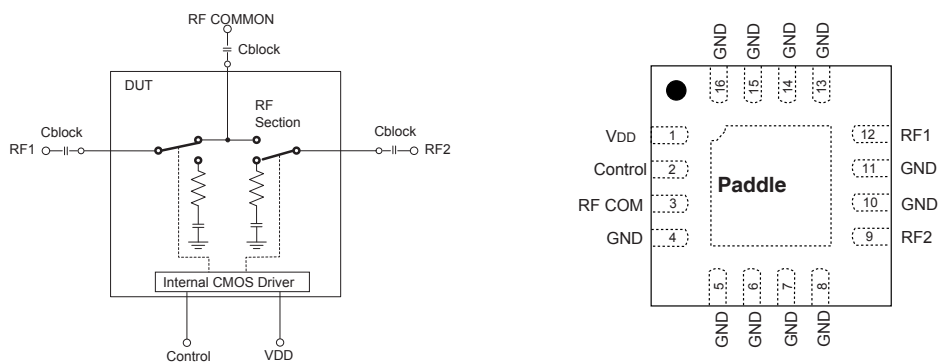 RF COMMON
Cblock
DUT
RF
Section
Cblock
RF1
Cblock
RF2
Internal CMOS Driver
Control
VDD
GND
GND
GND
GND
16
15
14
13
VDD
1
12
RF1
Control
2
11
GND
Paddle
RF COM
3
10
GND
GND
4
9
RF2
5
6
7
8
GND
GND
GND
GND